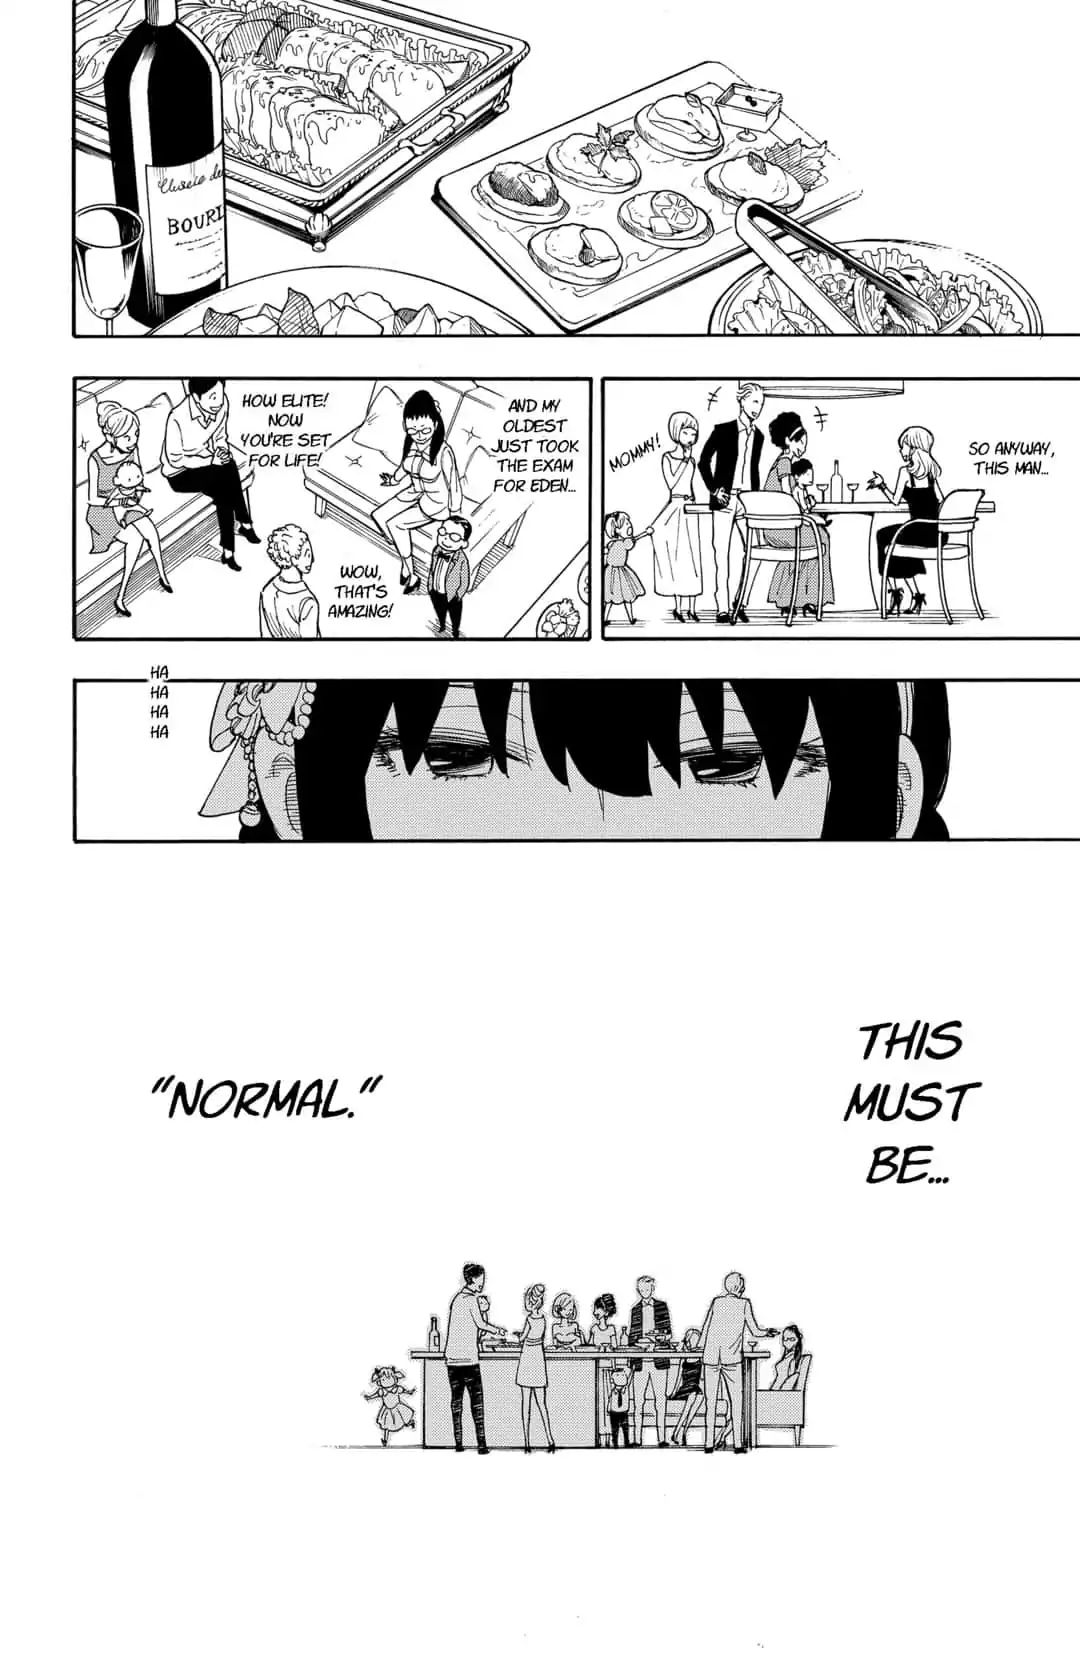 BOURI
MOMMY!
SO ANYWAY,
THIS MAN...
AND MY
OLDEST
JUST TOOK
THE EXAM
FOR EDEN...
HOW ELITE!
NOW
YOU'RE SET
FOR LIFE!
WOW,
THAT'S
AMAZING!
HA
HA
HA
HA
THIS
MUST
BE...
"NORMAL."